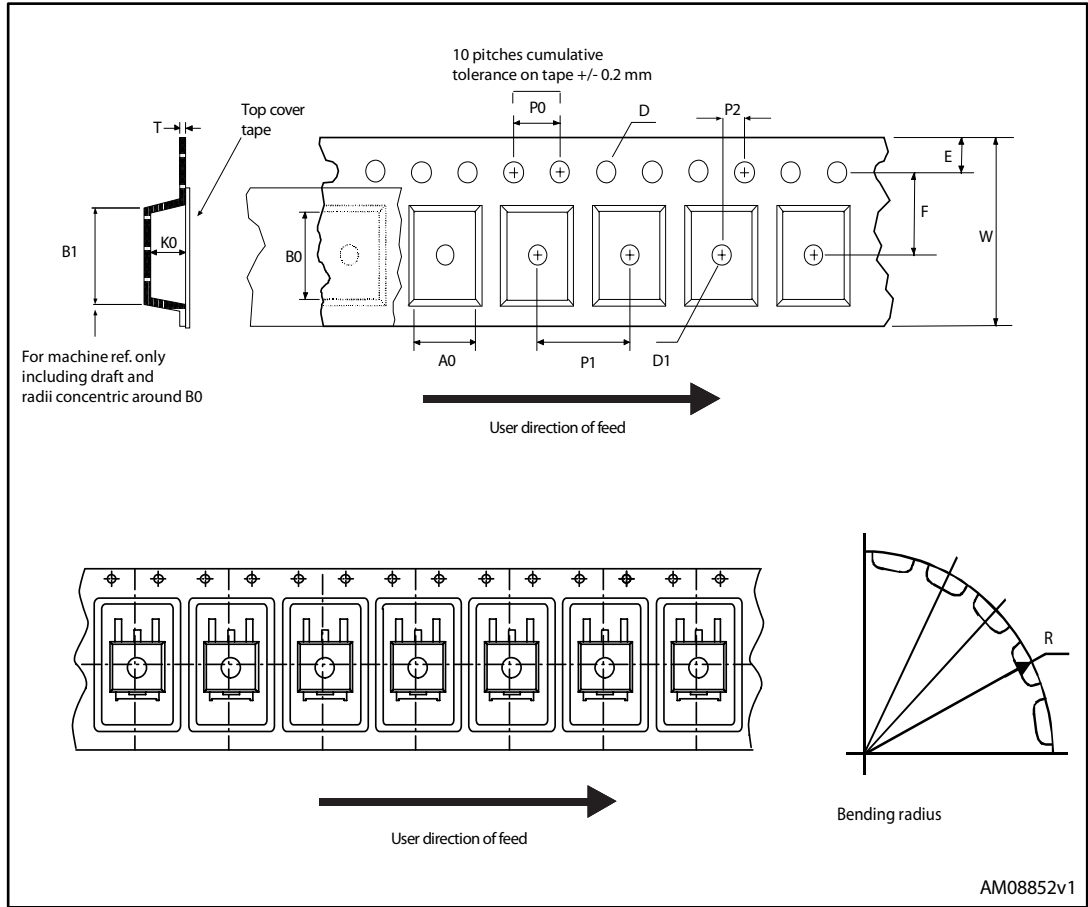 10 pitches cumulative
tolerance on tape +/- 0.2 mm
P0
D
P2
T
Top cover
tape
E
F
W
B1
K0
B0
A0
P1
D1
For machine ref. only
including draft and
radii concentric around B0
User direction of feed
R
Bending radius
User direction of feed
AM08852v1